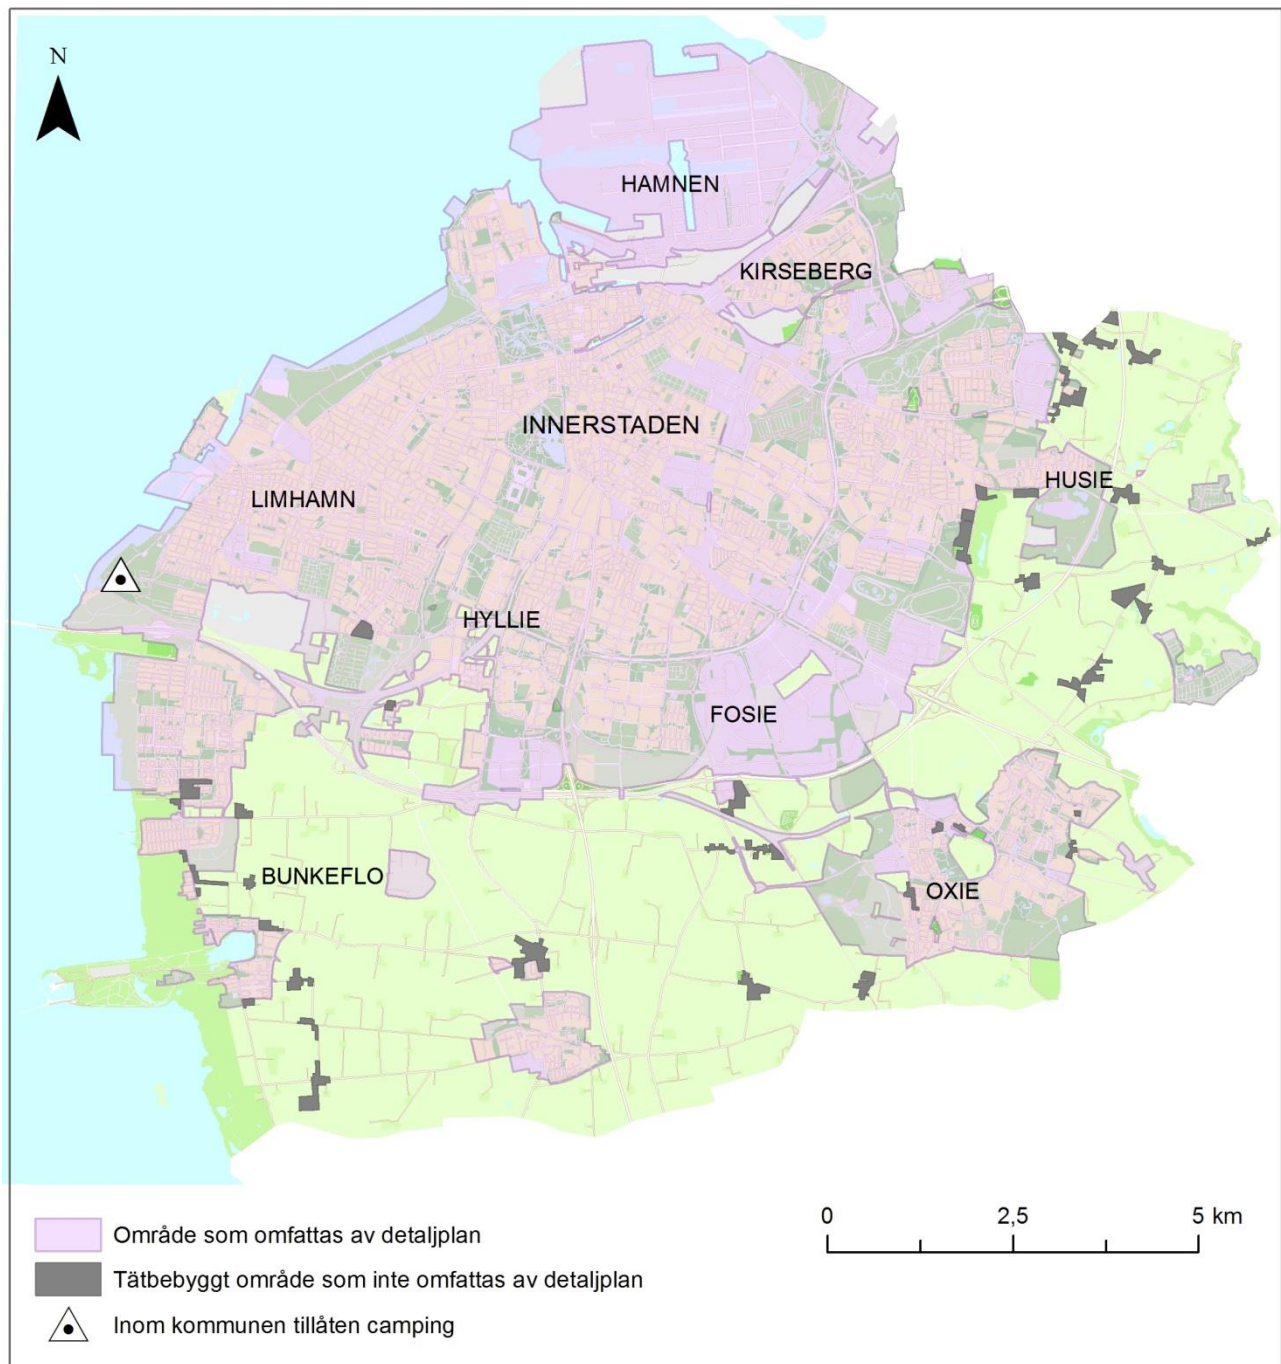 N
HAMNEN
KIRSEBERG
INNERSTADEN
HUSIE
LIMHAMN
HYLLIE
FOSIE
BUNKEFLO
OXIE
0 2,5 5 km
Område som omfattas av detaljplan
Tätbebyggt område som inte omfattas av detaljplan
Inom kommunen tillåten camping